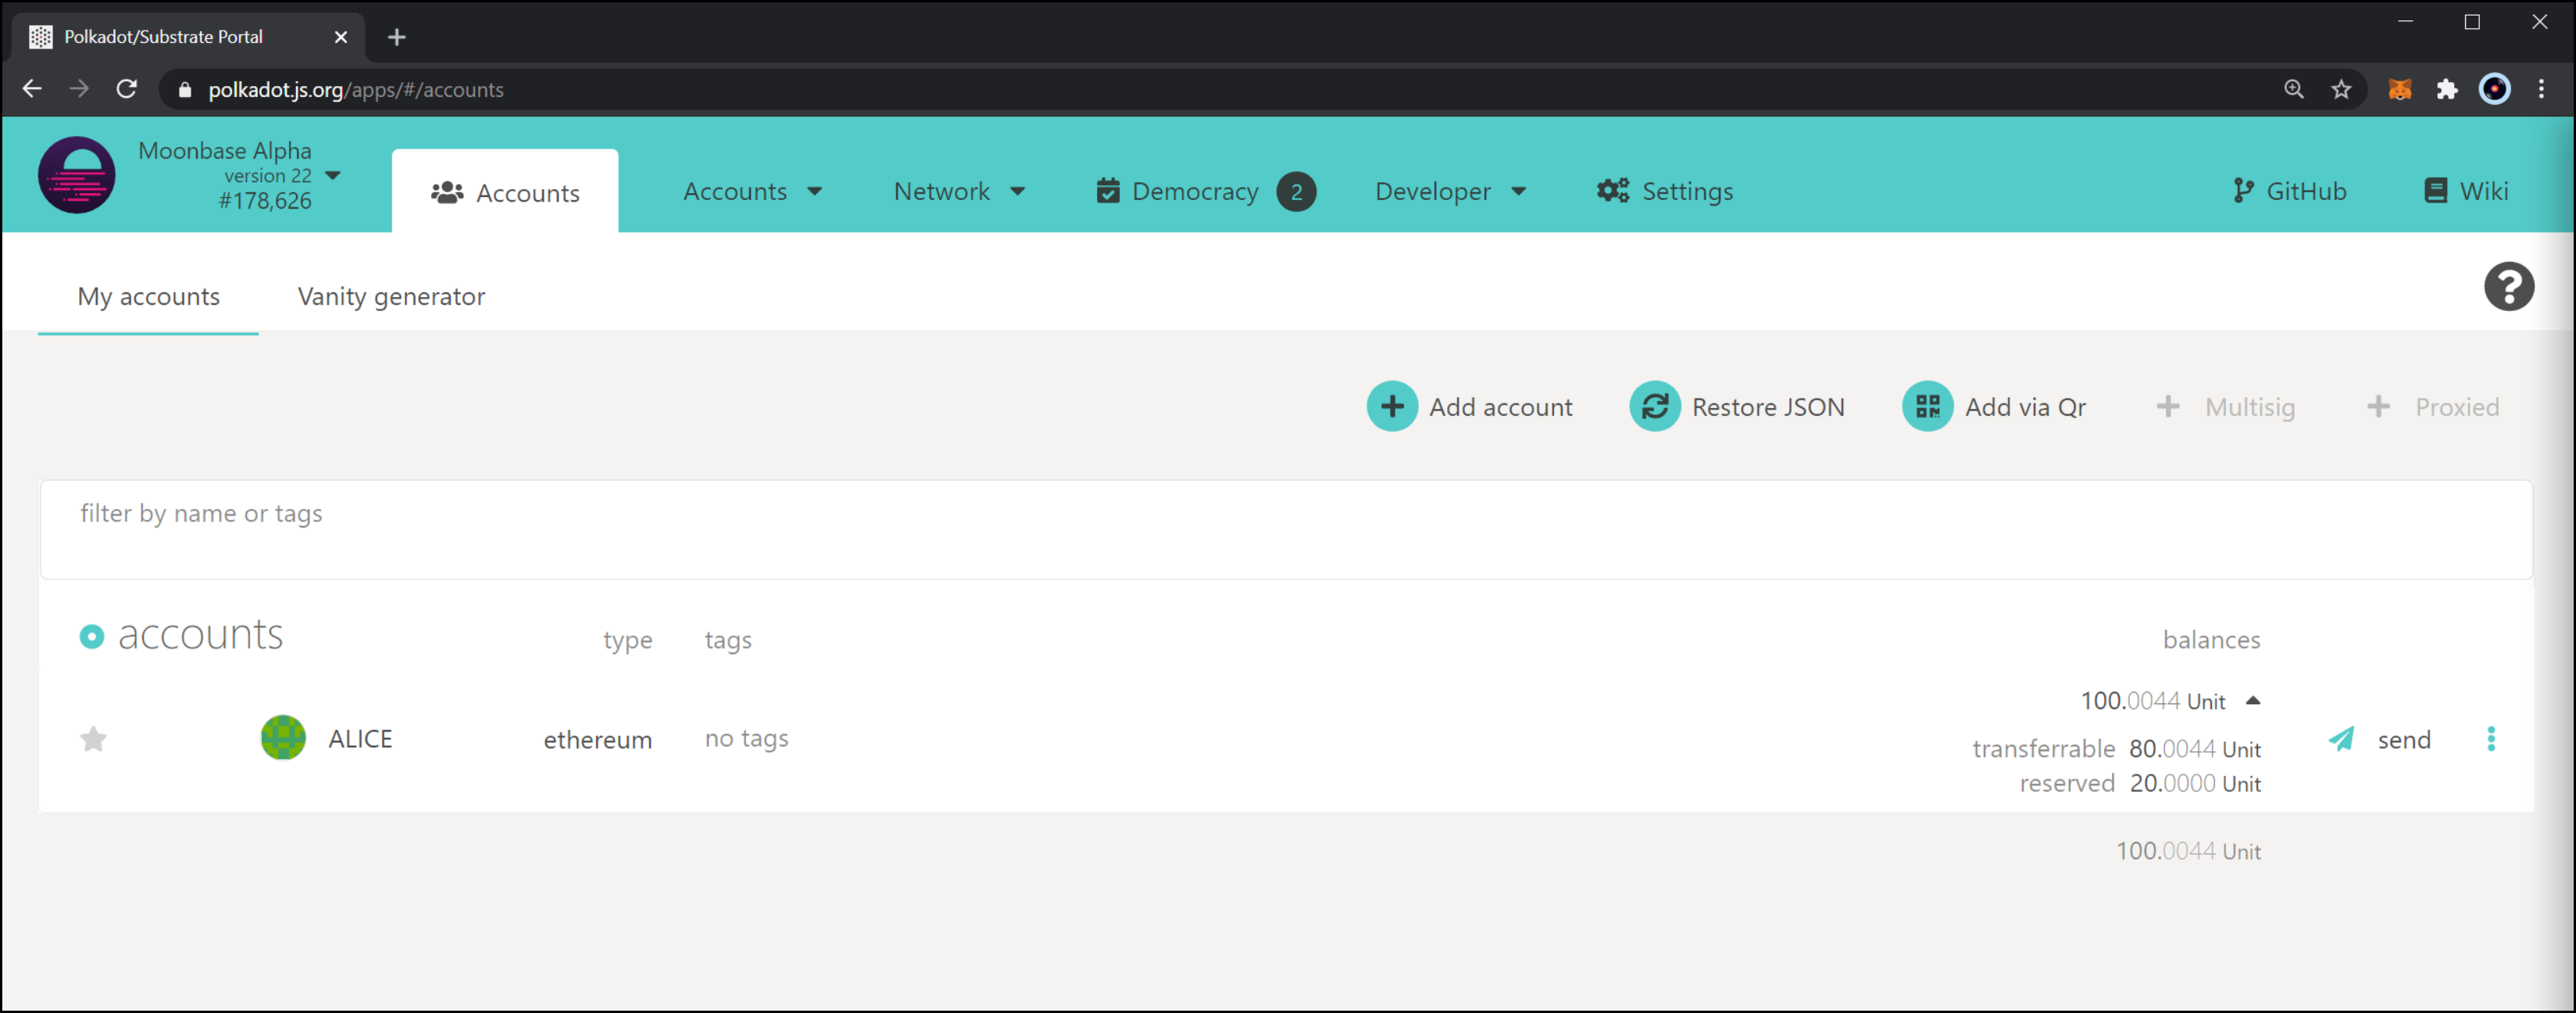 Polkadot/Substrate Portal
polkadot.js.org/apps/#/accounts
Moonbase Alpha
version 22
#178,626
Accounts
Accounts
Network
Democracy 2
Developer
Settings
GitHub
Wiki
My accounts
Vanity generator
Add account
Restore JSON
Add via Qr
Multisig
Proxied
filter by name or tags
accounts type tags balances
100.0044 Unit
ALICE ethereum no tags
transferrable 80.0044 Unit
reserved 20.0000 Unit
send
100.0044 Unit